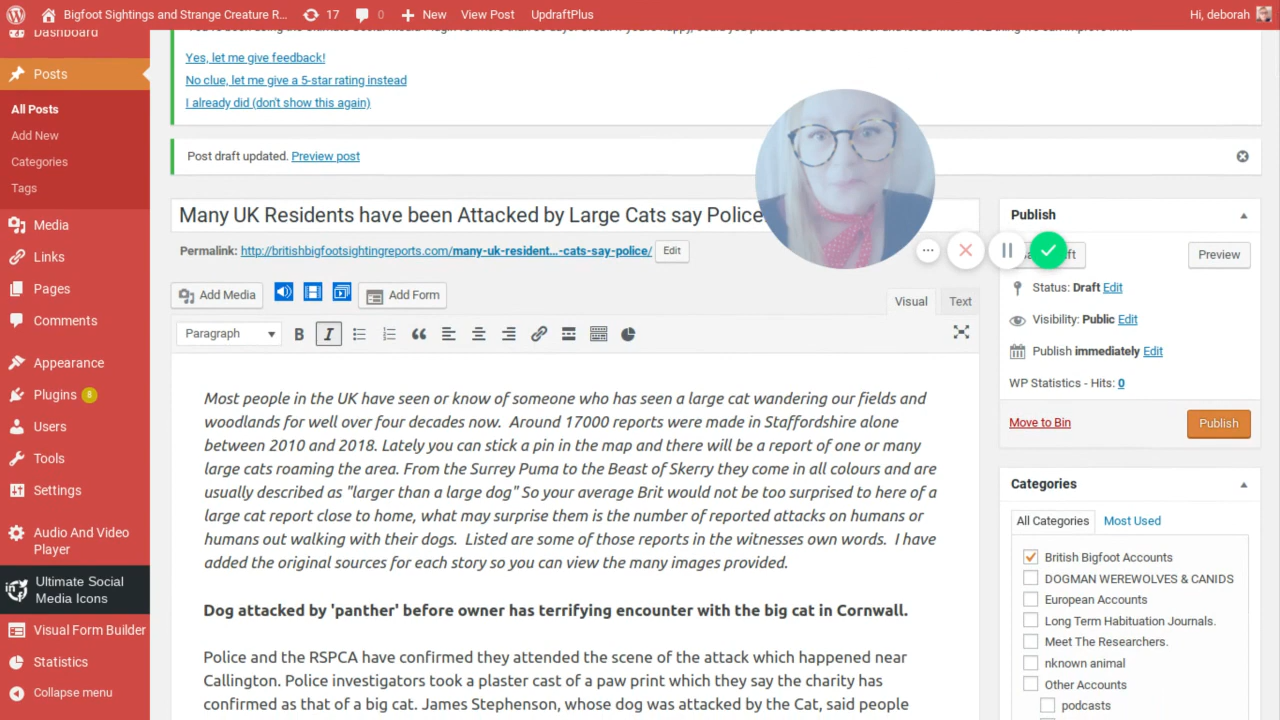 Bigfoot Sightings and Strange Creature R...
17
0
New
View Post
UpdraftPlus
Hi, deborah
Dashboard
Posts
All Posts
Add New
Categories
Tags
Media
Links
Pages
Comments
Appearance
Plugins 8
Users
Tools
Settings
Audio And Video
Player
Ultimate Social
Media Icons
Visual Form Builder
Statistics
Collapse menu
Yes, let me give feedback!
No clue, let me give a 5-star rating instead
I already did (don't show this again)
Post draft updated. Preview post
Many UK Residents have been Attacked by Large Cats say Police
Permalink: http://britishbigfootsightingreports.com/many-uk-resident...-cats-say-police/ Edit
Add Media
Add Form
Visual
Text
Paragraph
B I
Most people in the UK have seen or know of someone who has seen a large cat wandering our fields and
woodlands for well over four decades now.  Around 17000 reports were made in Staffordshire alone
between 2010 and 2018. Lately you can stick a pin in the map and there will be a report of one or many
large cats roaming the area. From the Surrey Puma to the Beast of Skerry they come in all colours and are
usually described as "larger than a large dog" So your average Brit would not be too surprised to here of a
large cat report close to home, what may surprise them is the number of reported attacks on humans or
humans out walking with their dogs.  Listed are some of those reports in the witnesses own words.  I have
added the original sources for each story so you can view the many images provided.
Dog attacked by 'panther' before owner has terrifying encounter with the big cat in Cornwall.
Police and the RSPCA have confirmed they attended the scene of the attack which happened near
Callington. Police investigators took a plaster cast of a paw print which they say the charity has
confirmed as that of a big cat. James Stephenson, whose dog was attacked by the Cat, said people
Publish
Preview
Status: Draft Edit
Visibility: Public Edit
Publish immediately Edit
WP Statistics - Hits: 0
Move to Bin
Publish
Categories
All Categories
Most Used
British Bigfoot Accounts
DOGMAN WEREWOLVES & CANIDS
European Accounts
Long Term Habituation Journals.
Meet The Researchers.
nknown animal
Other Accounts
podcasts